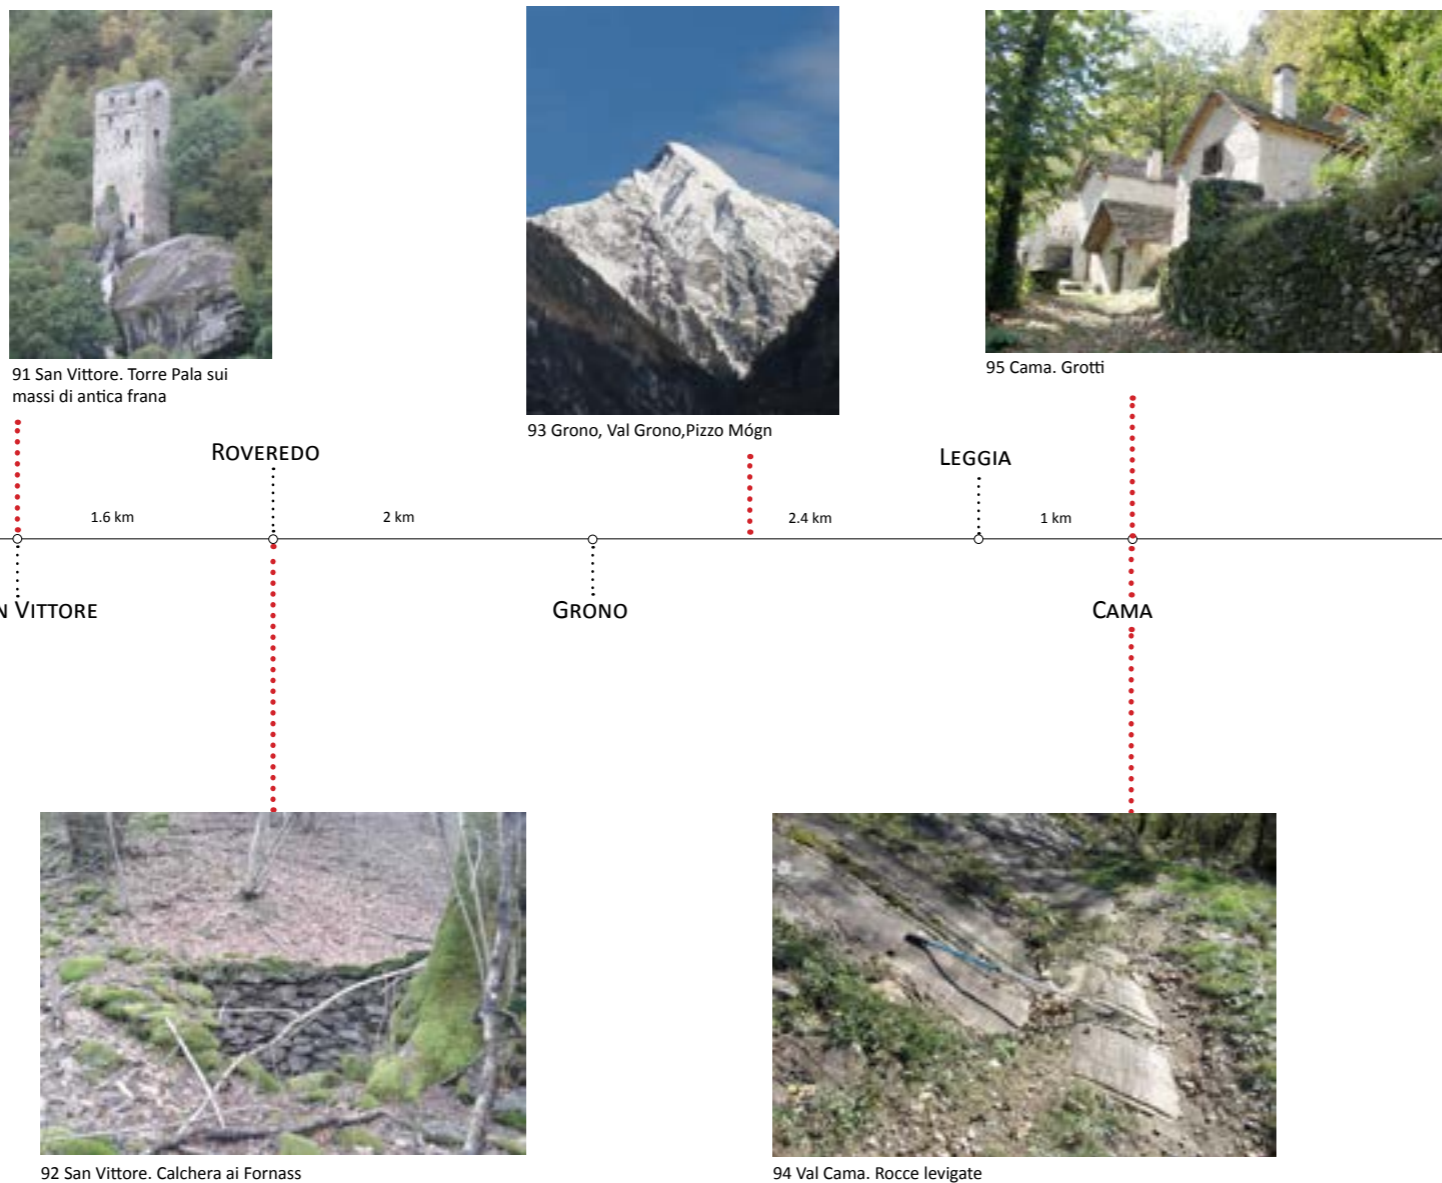 91 San Vittore. Torre Pala sui
massi di antica frana
93 Grono, Val Grono,Pizzo Mógn
95 Cama. Grotti
ROVEREDO
LEGGIA
1.6 km
2 km
2.4 km
1 km
N VITTORE
GRONO
CAMA
92 San Vittore. Calchera ai Fornass
94 Val Cama. Rocce levigate